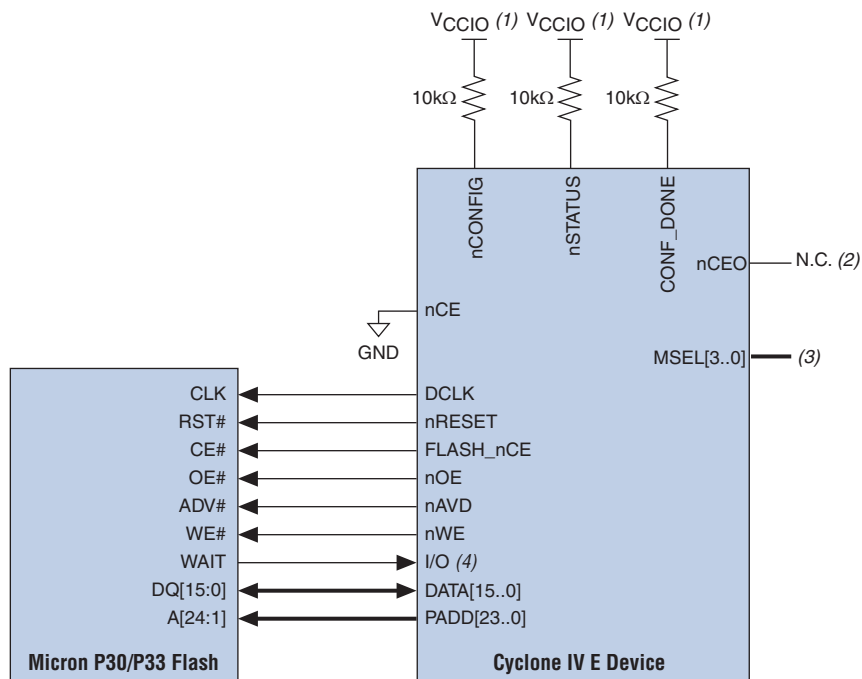 VCCIO (1) VCCIO (1) VCCIO (1)
10kΩ 10kΩ 10kΩ
nCONFIG
nSTATUS
CONF_DONE
nCEO N.C. (2)
nCE
GND
MSEL[3..0] (3)
CLK DCLK
RST# nRESET
CE# FLASH_nCE
OE# nOE
ADV# nAVD
WE# nWE
WAIT I/O (4)
DQ[15:0] DATA[15..0]
A[24:1] PADD[23..0]
Micron P30/P33 Flash Cyclone IV E Device